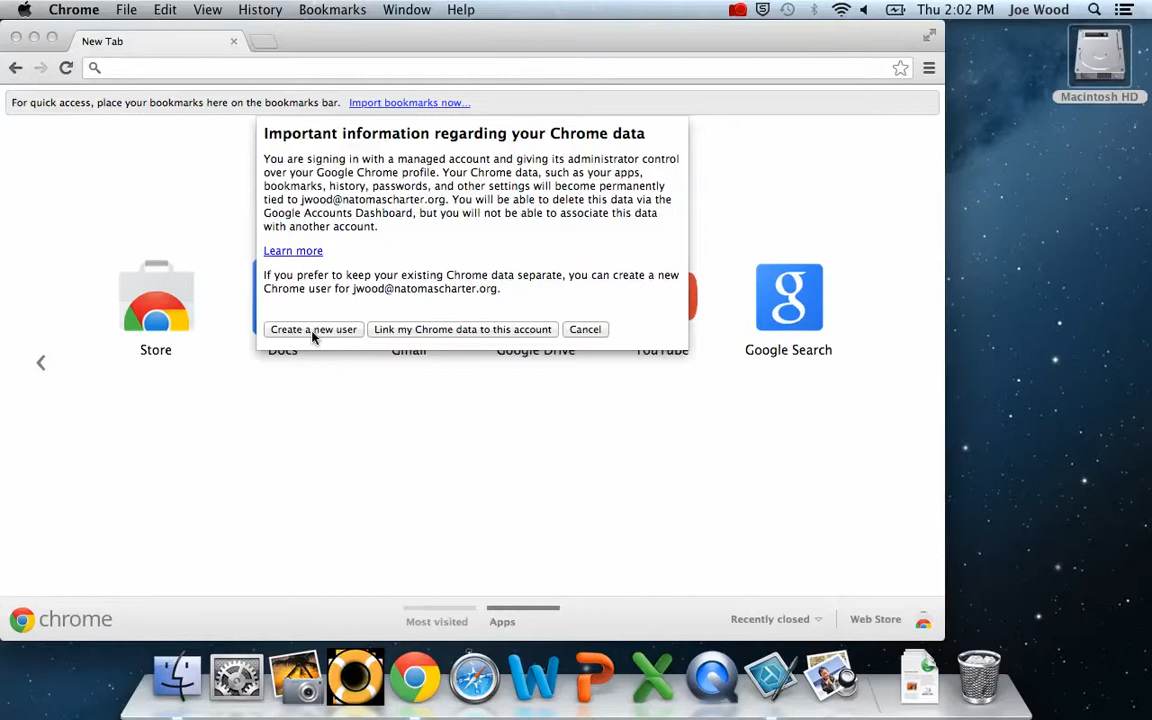 Chrome File Edit View History Bookmarks Window Help Thu 2:02 PM Joe Wood
New Tab
For quick access, place your bookmarks here on the bookmarks bar. Import bookmarks now...
Macintosh HD
Important information regarding your Chrome data
You are signing in with a managed account and giving its administrator control
over your Google Chrome profile. Your Chrome data, such as your apps,
bookmarks, history, passwords, and other settings will become permanently
tied to jwood@natomascharter.org. You will be able to delete this data via the
Google Accounts Dashboard, but you will not be able to associate this data
with another account.
Learn more
If you prefer to keep your existing Chrome data separate, you can create a new
Chrome user for jwood@natomascharter.org.
Create a new user Link my Chrome data to this account Cancel
Store Docs Gmail Google Drive YouTube Google Search
chrome Most visited Apps Recently closed Web Store